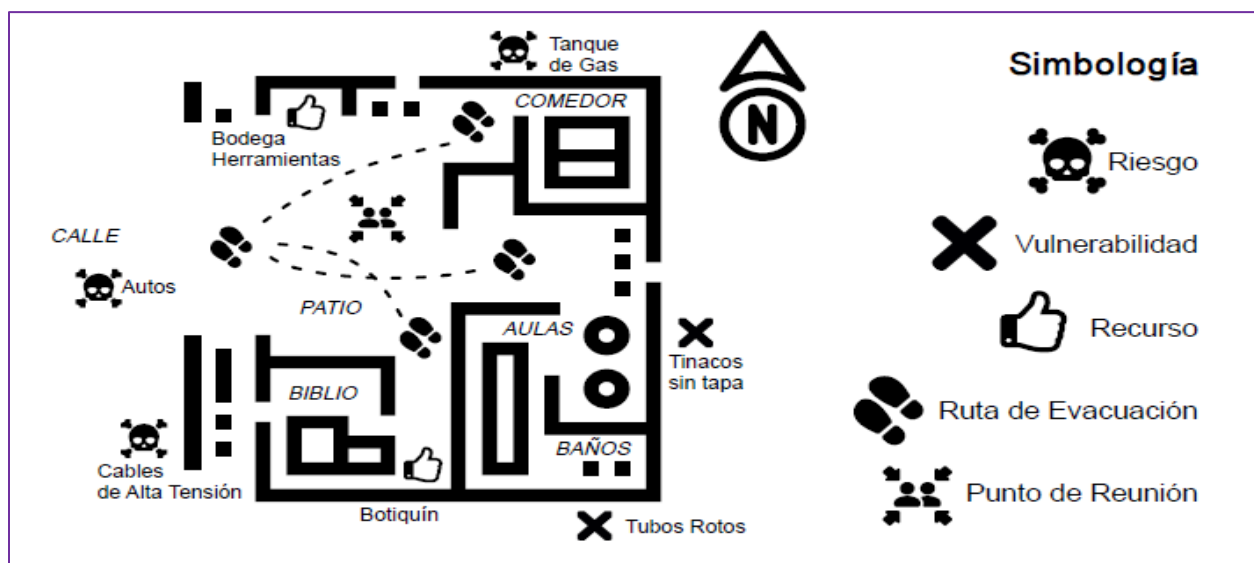 Tanque
de Gas
COMEDOR
Bodega
Herramientas
CALLE
Autos
PATIO
AULAS
Tinacos
sin tapa
BIBLIO
BAÑOS
Cables
de Alta Tensión
Botiquín
Tubos Rotos
N
Simbología
Riesgo
Vulnerabilidad
Recurso
Ruta de Evacuación
Punto de Reunión